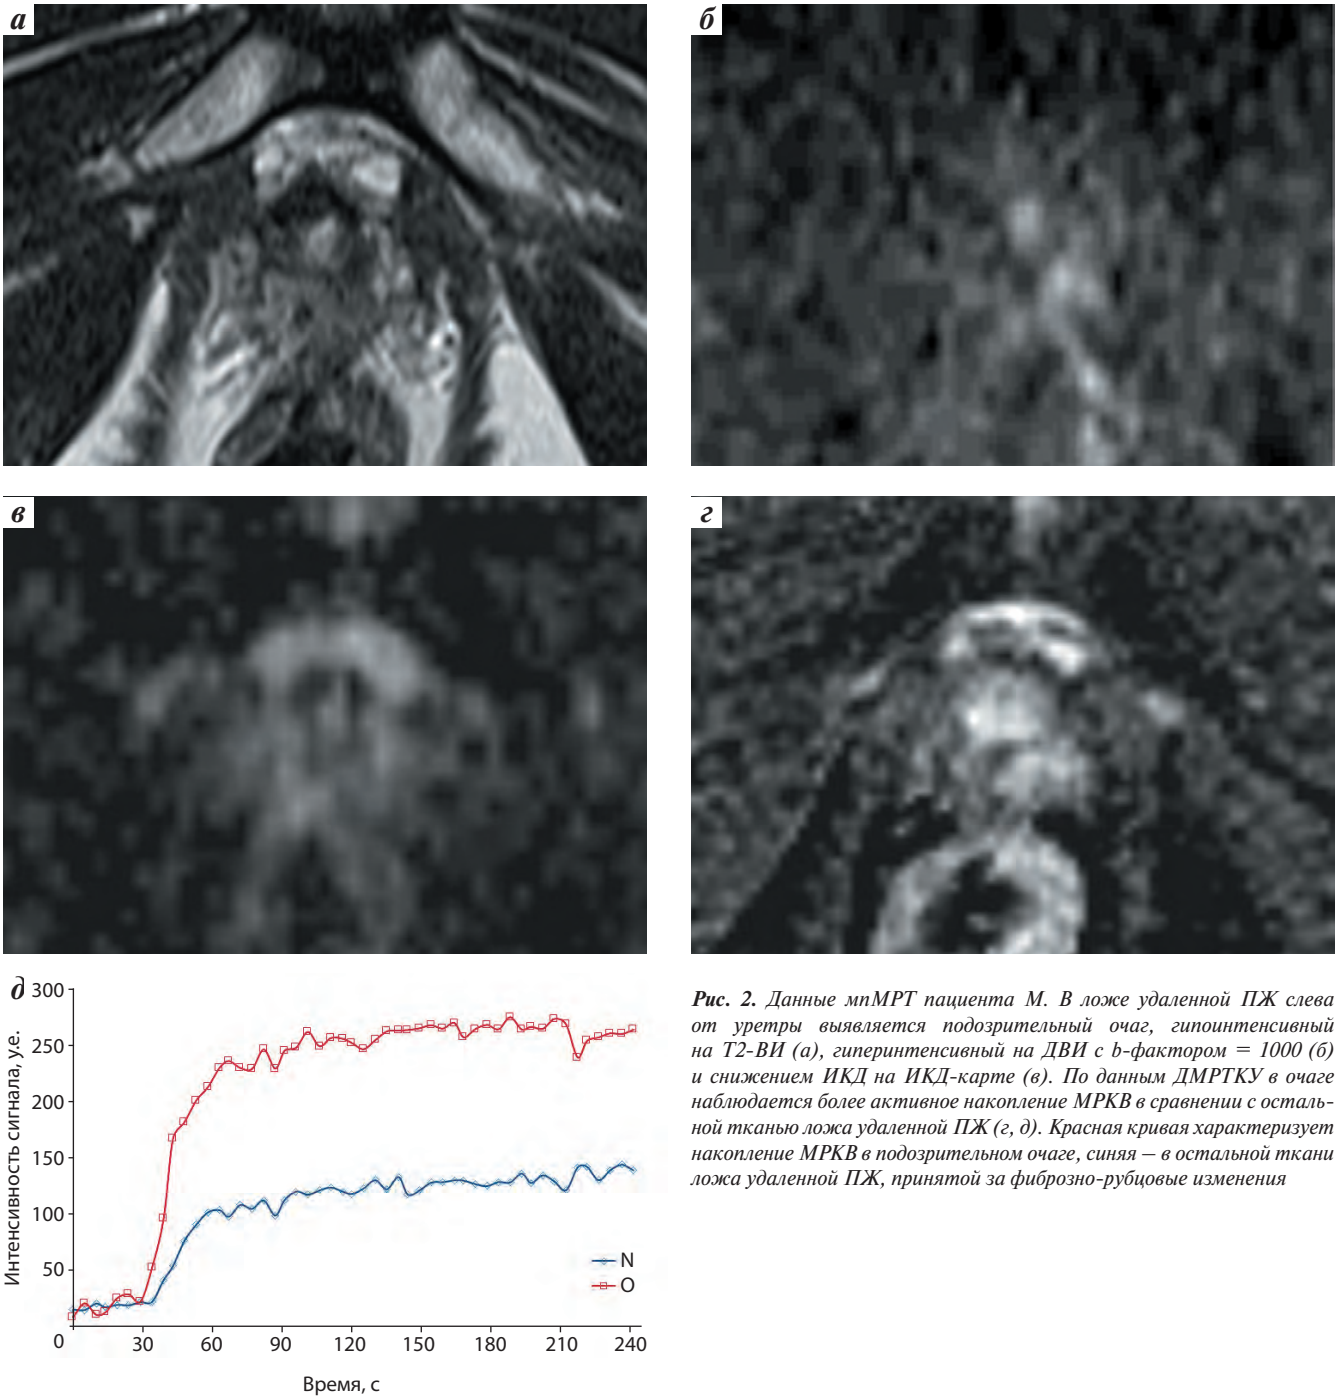 а
б
в
г
д
300
250
200
150
100
50
0
30
60
90
120
150
180
210
240
Интенсивность сигнала, у.е.
Время, с
N
O
Рис. 2. Данные мпМРТ пациента М. В ложе удаленной ПЖ слева
от уретры выявляется подозрительный очаг, гипоинтенсивный
на Т2-ВИ (а), гиперинтенсивный на ДВИ с b-фактором = 1000 (б)
и снижением ИКД на ИКД-карте (в). По данным ДМРТКУ в очаге
наблюдается более активное накопление МРКВ в сравнении с осталь-
ной тканью ложа удаленной ПЖ (г, д). Красная кривая характеризует
накопление МРКВ в подозрительном очаге, синяя – в остальной ткани
ложа удаленной ПЖ, принятой за фиброзно-рубцовые изменения